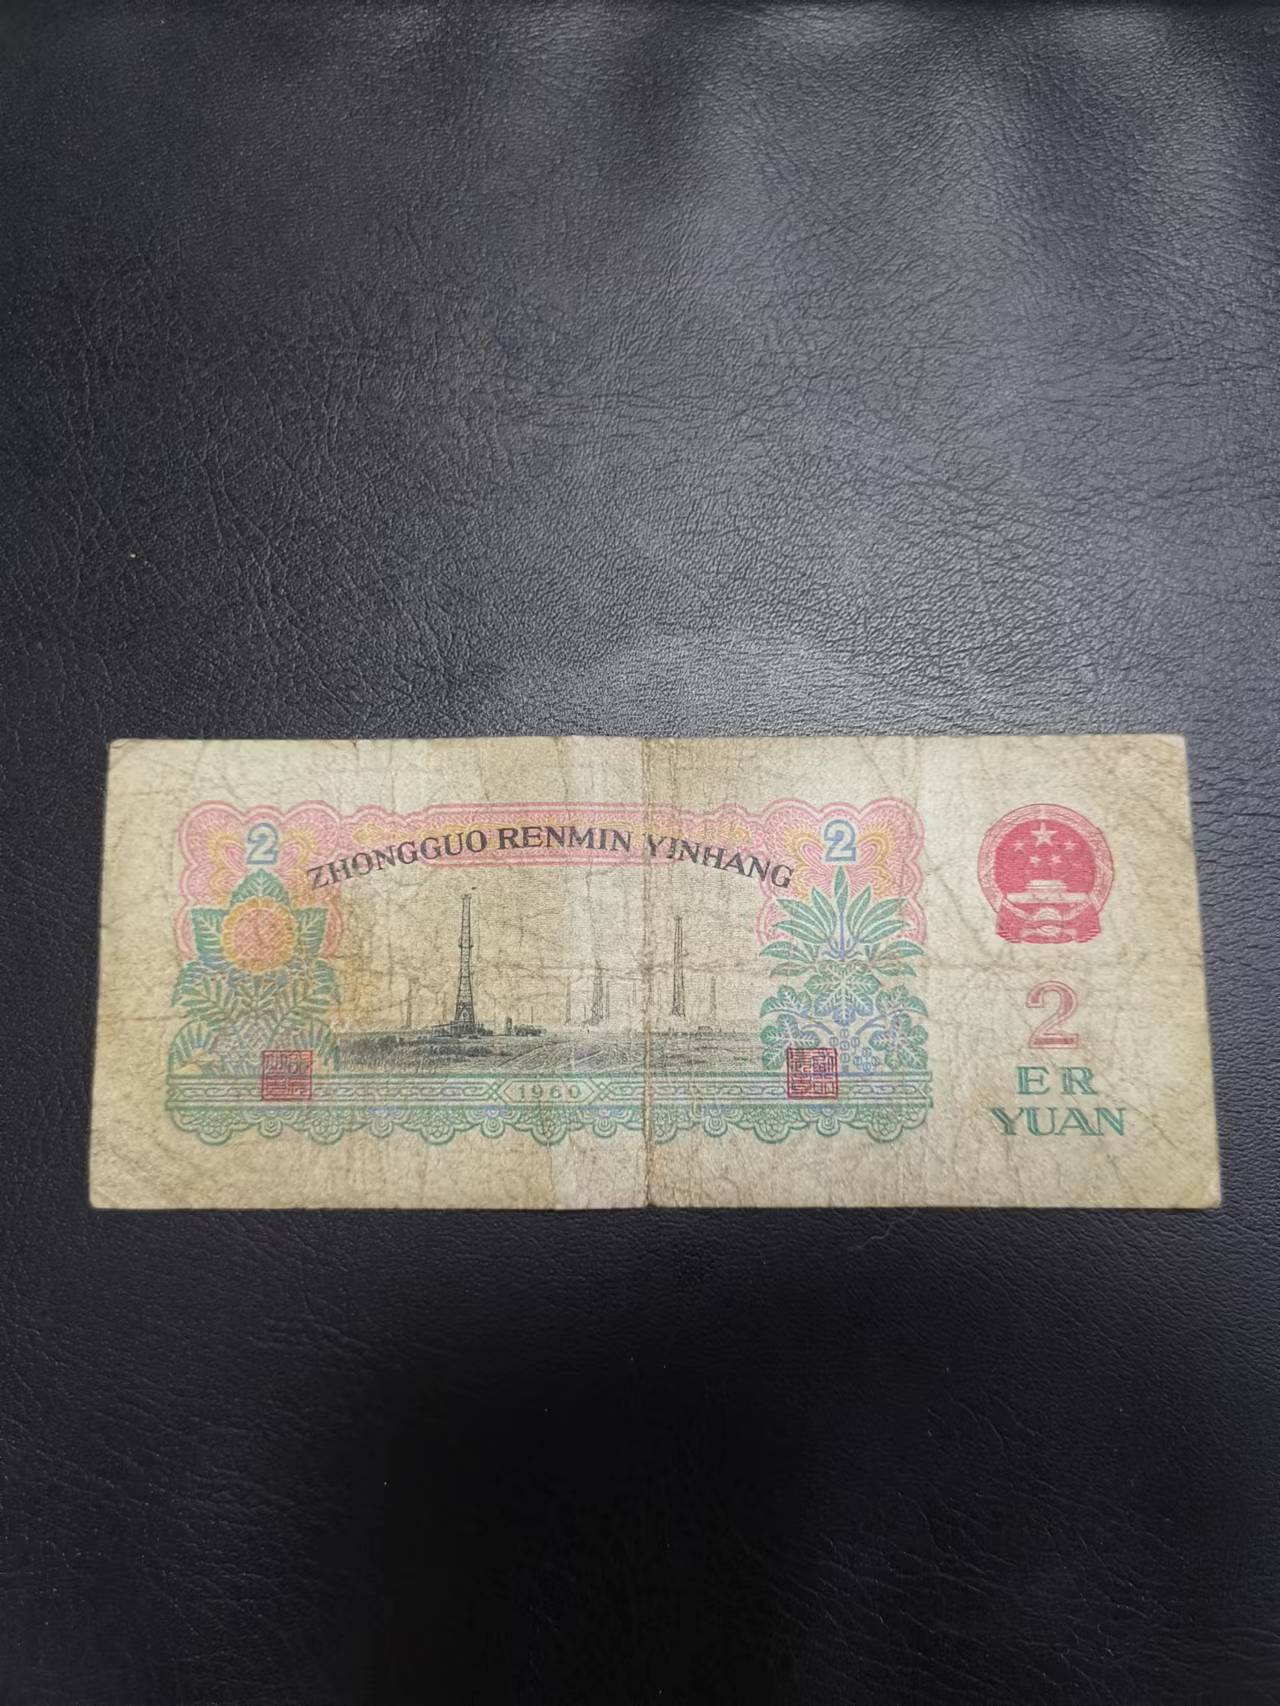 2 ZHONGGUO RENMIN YINHANG 2
1960
2
ER
YUAN